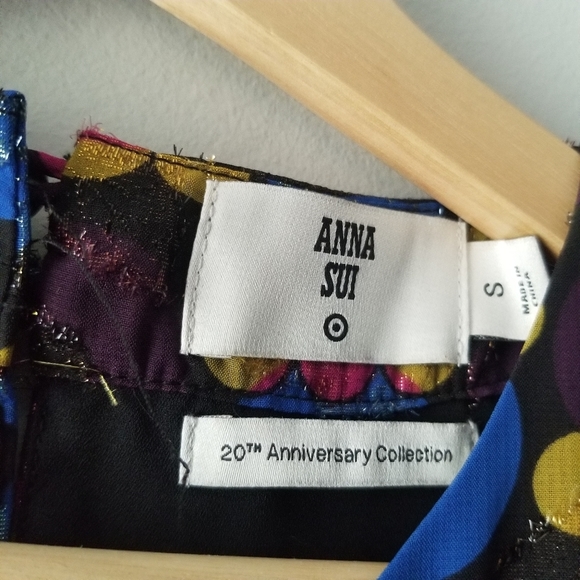 ANNA
SUI
S
MADE IN
CHINA
20TH Anniversary Collection